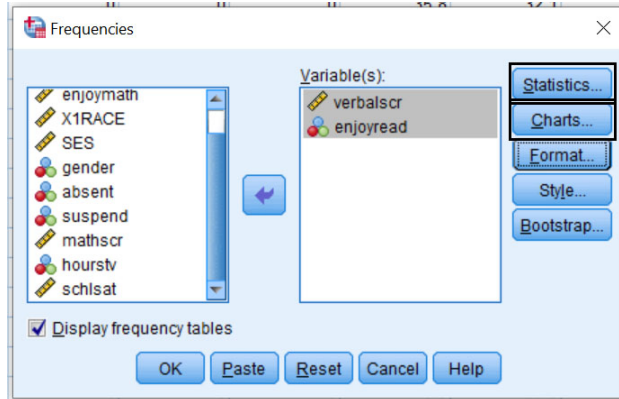 Frequencies
Variable(s):
enjoymath
X1RACE
SES
gender
absent
suspend
mathscr
hourstv
schlsat
verbalscr
enjoyread
Statistics...
Charts...
Format...
Style...
Bootstrap...
Display frequency tables
OK Paste Reset Cancel Help